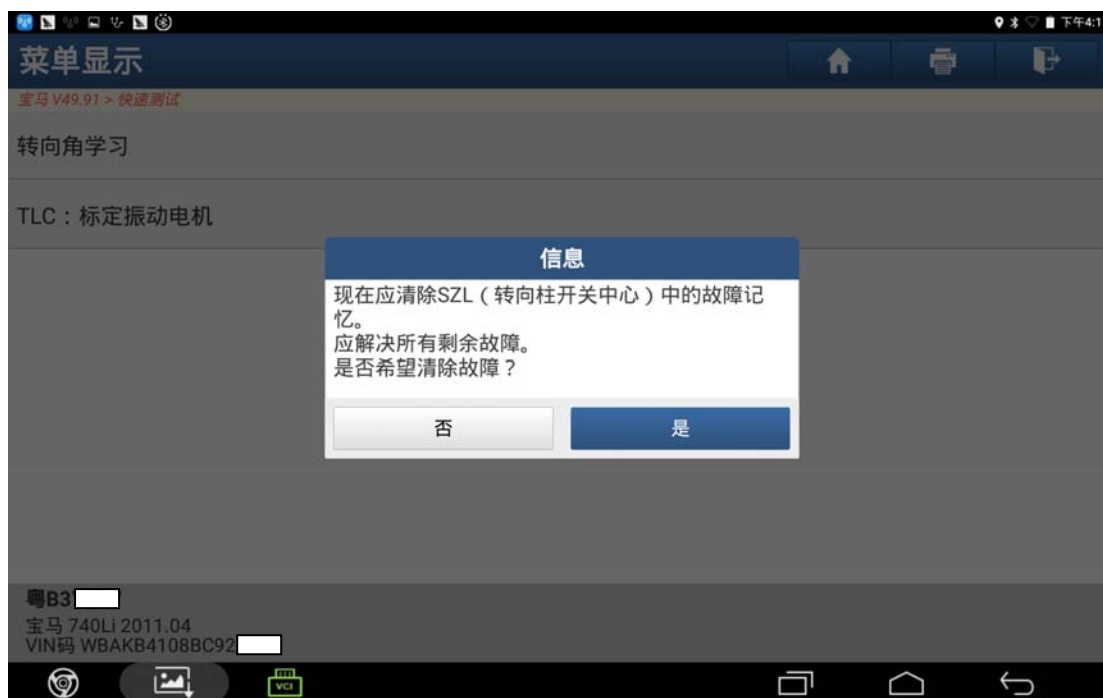 下午4:1
菜单显示
宝马 V49.91 > 快速测试
转向角学习
TLC：标定振动电机
信息
现在应清除SZL（转向柱开关中心）中的故障记
忆。
应解决所有剩余故障。
是否希望清除故障？
否
是
粤B3
宝马 740Li 2011.04
VIN码 WBAKB4108BC92
VCI